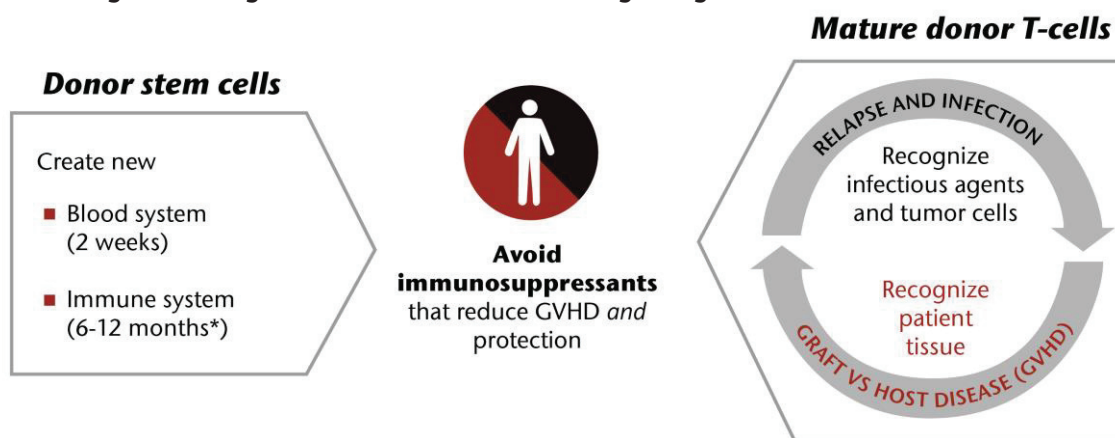 Donor stem cells
Create new
■ Blood system
(2 weeks)
■ Immune system
(6-12 months*)
Avoid
immunosuppressants
that reduce GVHD and
protection
Mature donor T-cells
RELAPSE AND INFECTION
Recognize
infectious agents
and tumor cells
Recognize
patient
tissue
GRAFT VS HOST DISEASE (GVHD)